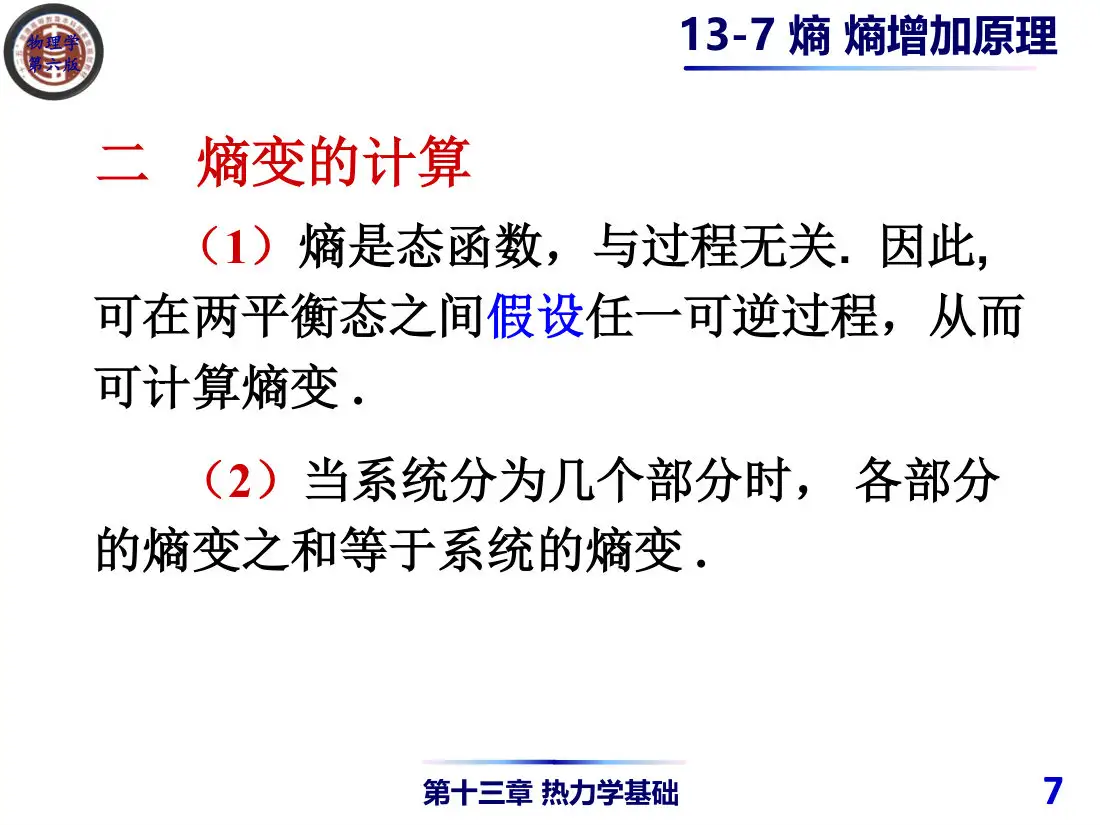 物理学
第六版
13-7 熵 熵增加原理
二 熵变的计算
(1)熵是态函数，与过程无关. 因此,
可在两平衡态之间假设任一可逆过程，从而
可计算熵变 .
(2)当系统分为几个部分时， 各部分
的熵变之和等于系统的熵变 .
第十三章 热力学基础
7